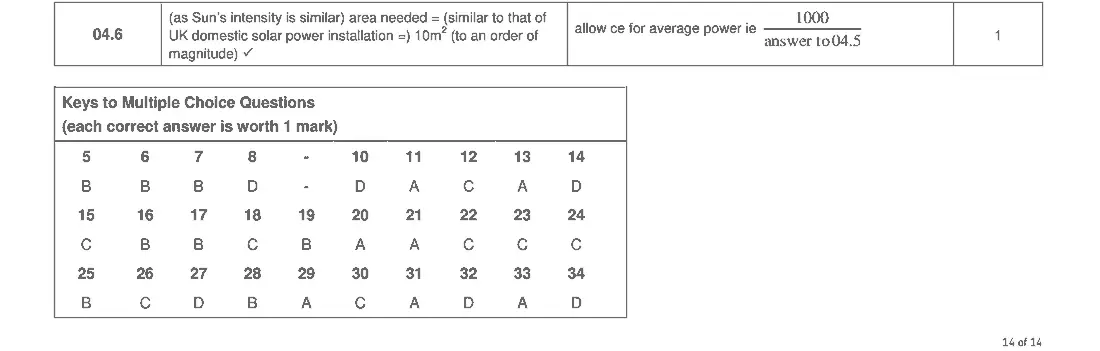 04.6
(as Sun's intensity is similar) area needed = (similar to that of
UK domestic solar power installation =) 10m² (to an order of
magnitude) ✓
allow ce for average power ie 1000
answer to 04.5
1
Keys to Multiple Choice Questions
(each correct answer is worth 1 mark)
5 6 7 8 - 10 11 12 13 14
B B B D - D A C A D
15 16 17 18 19 20 21 22 23 24
C B B C B A A C C C
25 26 27 28 29 30 31 32 33 34
B C D B A C A D A D
14 of 14